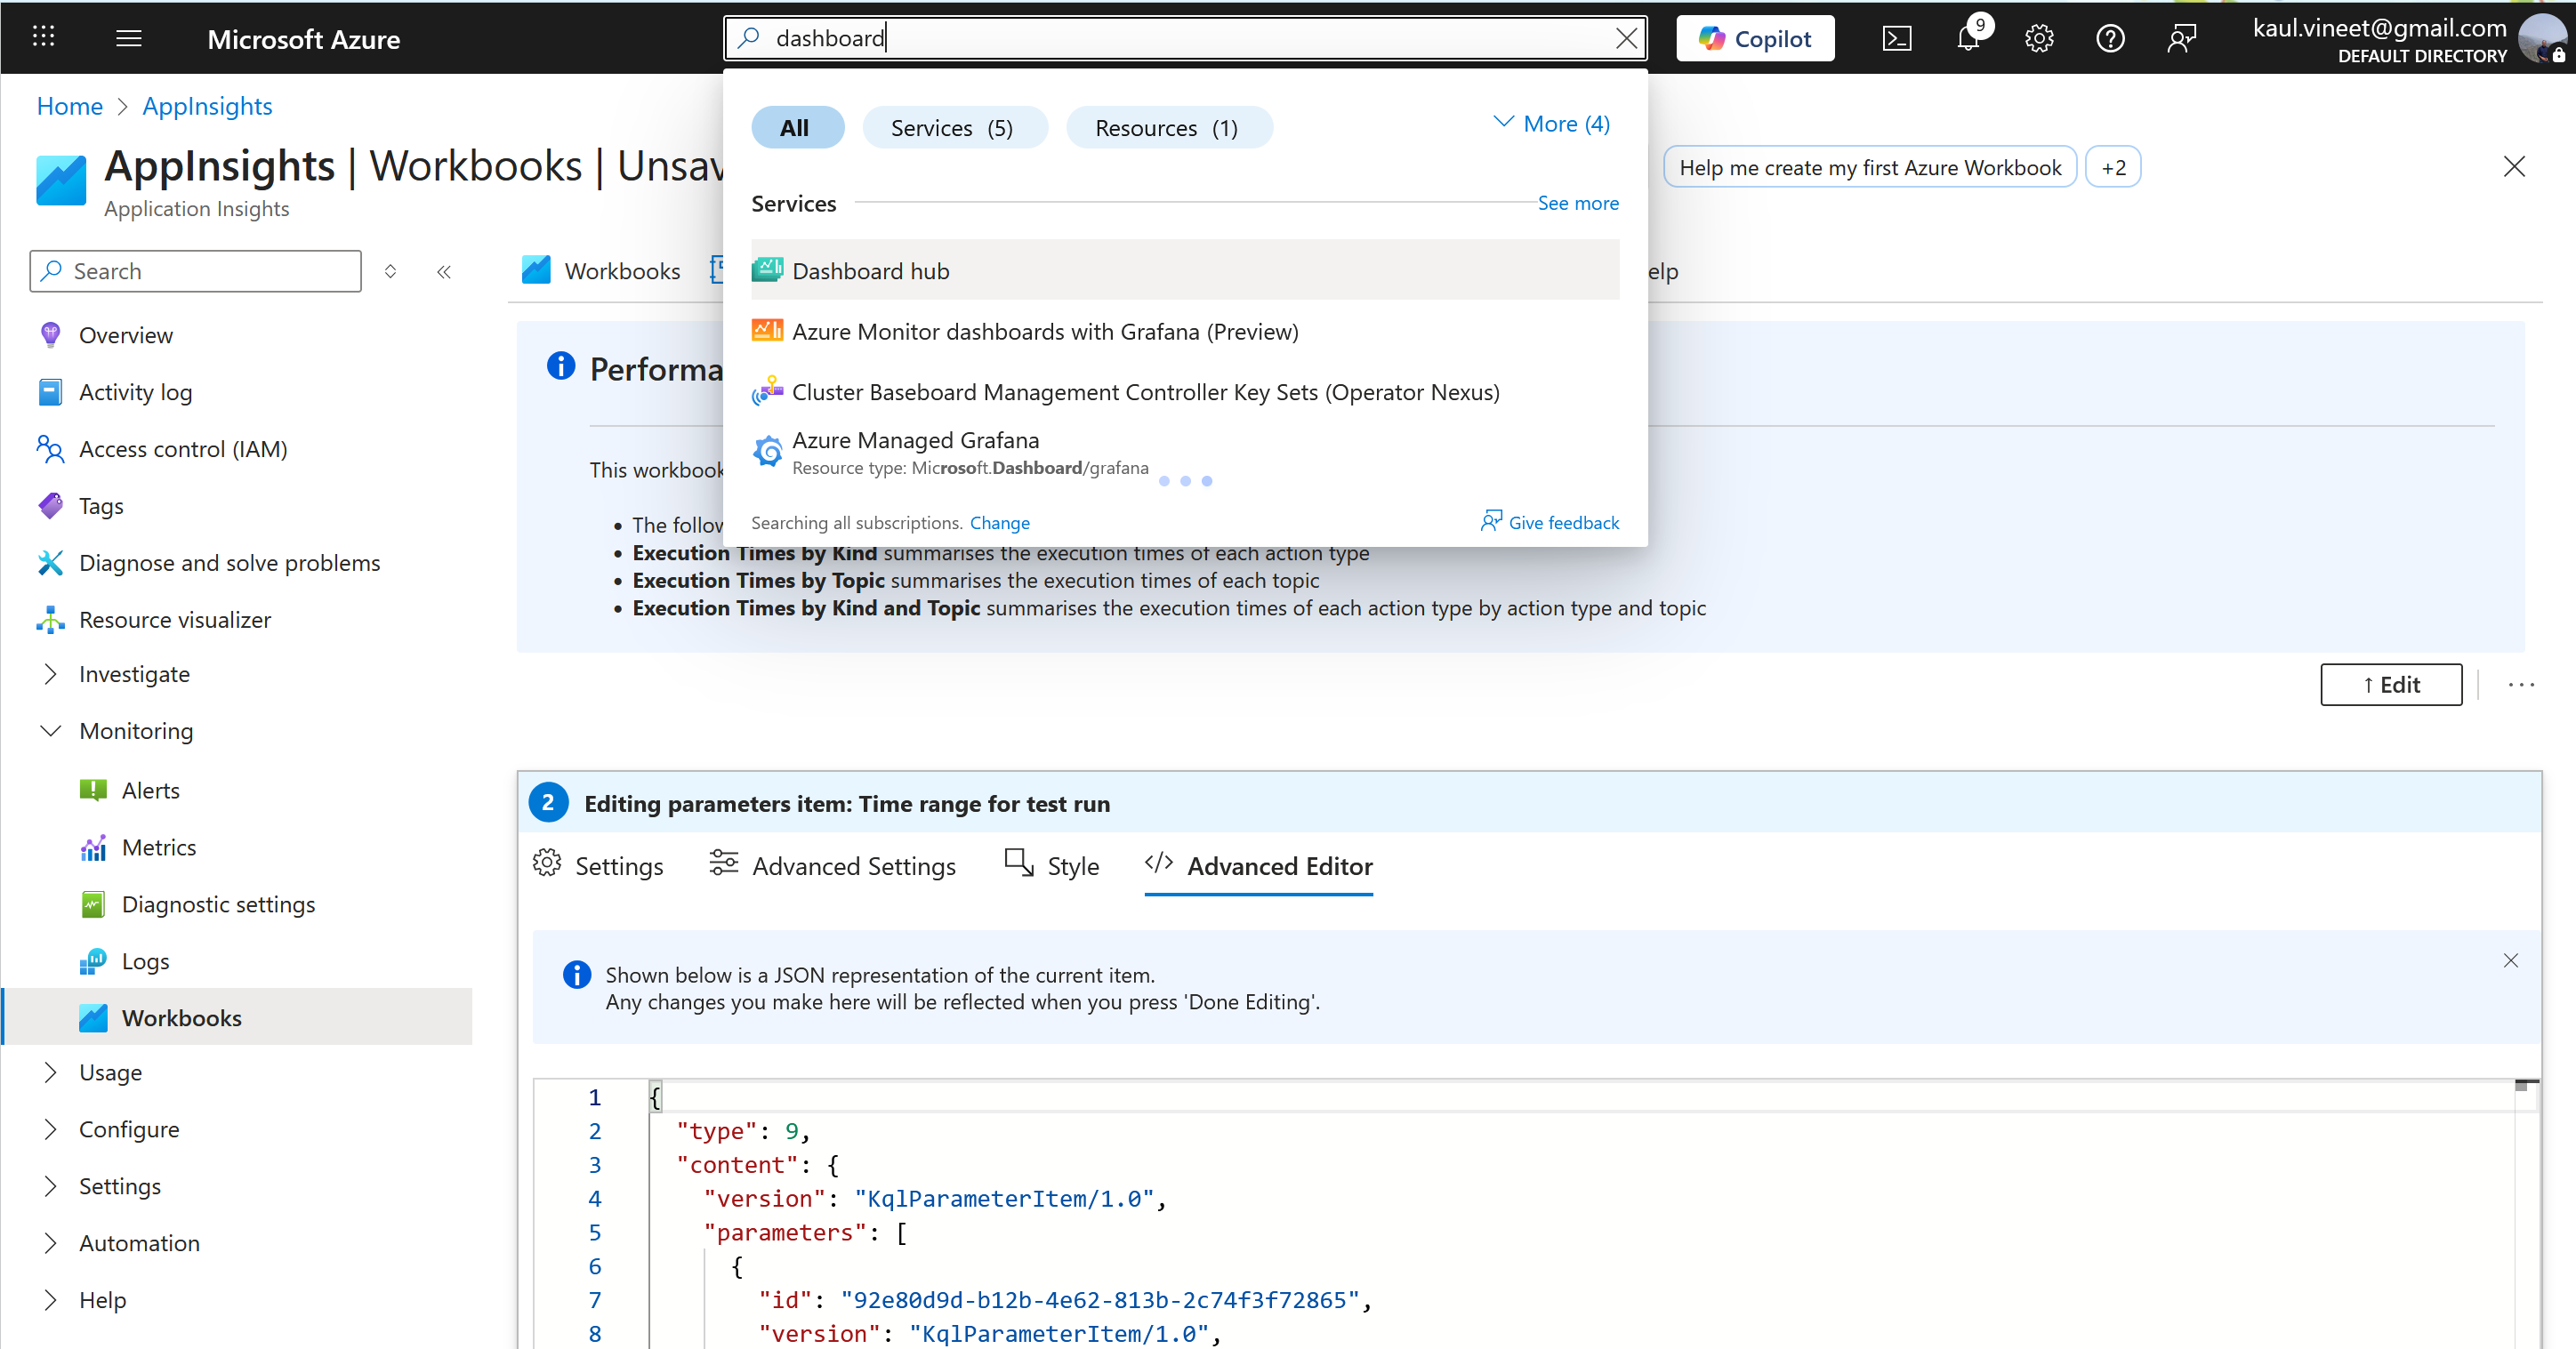 Microsoft Azure
dashboard
Copilot
9
kaul.vineet@gmail.com
DEFAULT DIRECTORY
Home > AppInsights
AppInsights | Workbooks | Unsav
Application Insights
All
Services (5)
Resources (1)
More (4)
Help me create my first Azure Workbook
+2
Services
See more
Search
Workbooks
Dashboard hub
elp
Azure Monitor dashboards with Grafana (Preview)
Cluster Baseboard Management Controller Key Sets (Operator Nexus)
Azure Managed Grafana
Resource type: Microsoft.Dashboard/grafana
Searching all subscriptions. Change
Give feedback
Overview
Activity log
Access control (IAM)
Tags
Diagnose and solve problems
Resource visualizer
Investigate
Monitoring
Alerts
Metrics
Diagnostic settings
Logs
Workbooks
Usage
Configure
Settings
Automation
Help
Performa
This workbook
• The follow
• Execution Times by Kind summarises the execution times of each action type
• Execution Times by Topic summarises the execution times of each topic
• Execution Times by Kind and Topic summarises the execution times of each action type by action type and topic
↑ Edit
2 Editing parameters item: Time range for test run
Settings
Advanced Settings
Style
</> Advanced Editor
Shown below is a JSON representation of the current item.
Any changes you make here will be reflected when you press 'Done Editing'.
1 {
2 "type": 9,
3 "content": {
4 "version": "KqlParameterItem/1.0",
5 "parameters": [
6 {
7 "id": "92e80d9d-b12b-4e62-813b-2c74f3f72865",
8 "version": "KqlParameterItem/1.0",